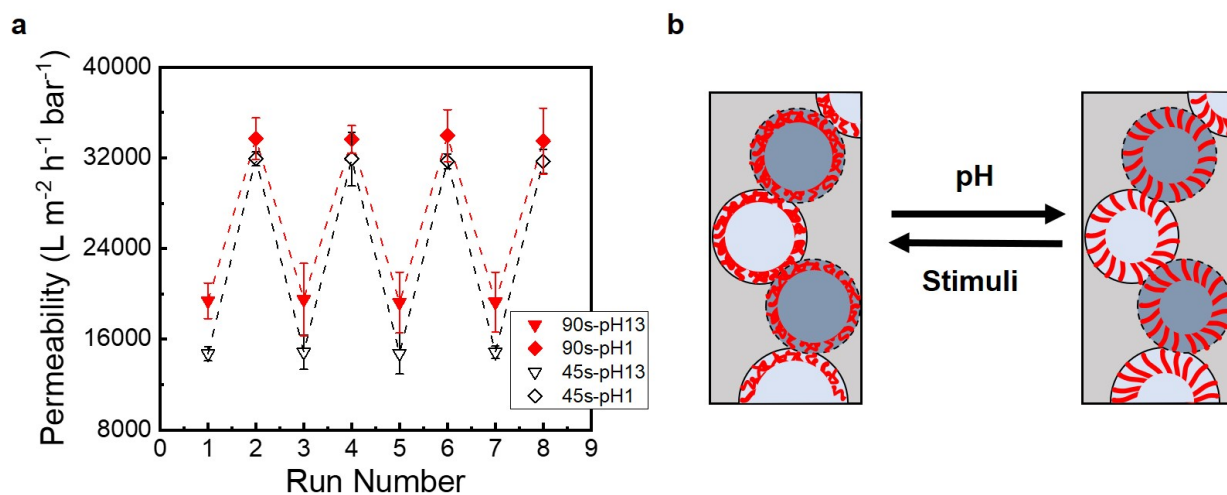 a
Permeability (L m-2 h-1 bar-1)
40000
32000
24000
16000
8000
0 1 2 3 4 5 6 7 8 9
Run Number
90s-pH13
90s-pH1
45s-pH13
45s-pH1
b
pH
Stimuli